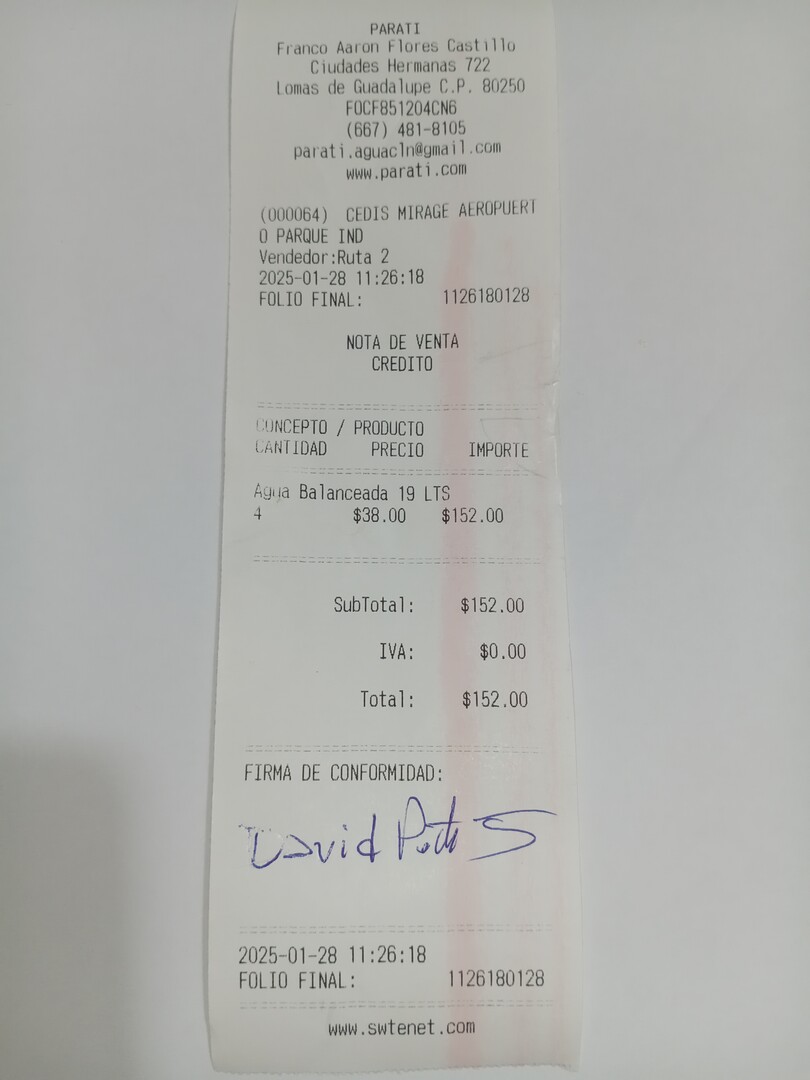 PARATI
Franco Aaron Flores Castillo
Ciudades Hermanas 722
Lomas de Guadalupe C.P. 80250
FOCF851204CN6
(667) 481-8105
parati.aguacln@gmail.com
www.parati.com
(000064) CEDIS MIRAGE AEROPUERT
O PARQUE IND
Vendedor:Ruta 2
2025-01-28 11:26:18
FOLIO FINAL: 1126180128
NOTA DE VENTA
CREDITO
CONCEPTO / PRODUCTO
CANTIDAD PRECIO IMPORTE
Agua Balanceada 19 LTS
4 $38.00 $152.00
SubTotal: $152.00
IVA: $0.00
Total: $152.00
FIRMA DE CONFORMIDAD:
David
2025-01-28 11:26:18
FOLIO FINAL: 1126180128
www.swtenet.com